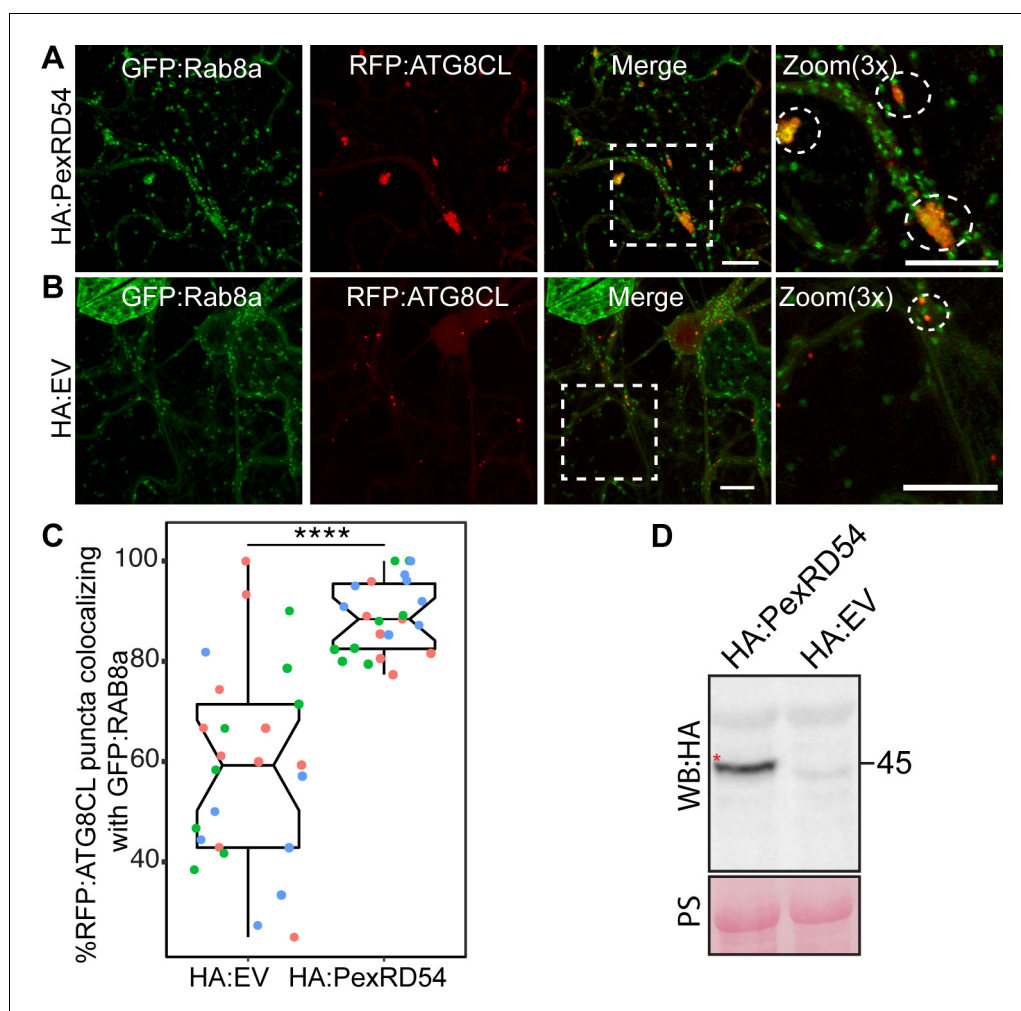 A
HA:PexRD54
GFP:Rab8a
RFP:ATG8CL
Merge
Zoom(3x)
B
HA:EV
GFP:Rab8a
RFP:ATG8CL
Merge
Zoom(3x)
C
%RFP:ATG8CL puncta colocalizing
with GFP:RAB8a
100
80
60
40
****
HA:EV
HA:PexRD54
D
HA:PexRD54
HA:EV
WB:HA
*
45
PS